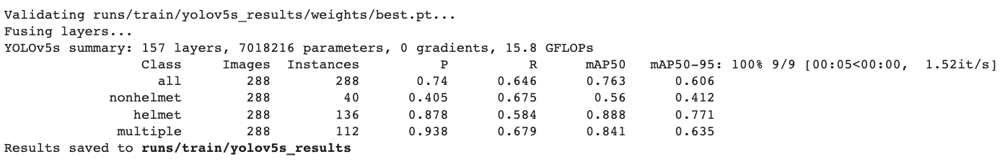 Validating runs/train/yolov5s_results/weights/best.pt...
Fusing layers...
YOLOv5s summary: 157 layers, 7018216 parameters, 0 gradients, 15.8 GFLOPs
Class Images Instances P R mAP50 mAP50-95: 100% 9/9 [00:05<00:00, 1.52it/s]
all 288 288 0.74 0.646 0.763 0.606
nonhelmet 288 40 0.405 0.675 0.56 0.412
helmet 288 136 0.878 0.584 0.888 0.771
multiple 288 112 0.938 0.679 0.841 0.635
Results saved to runs/train/yolov5s_results